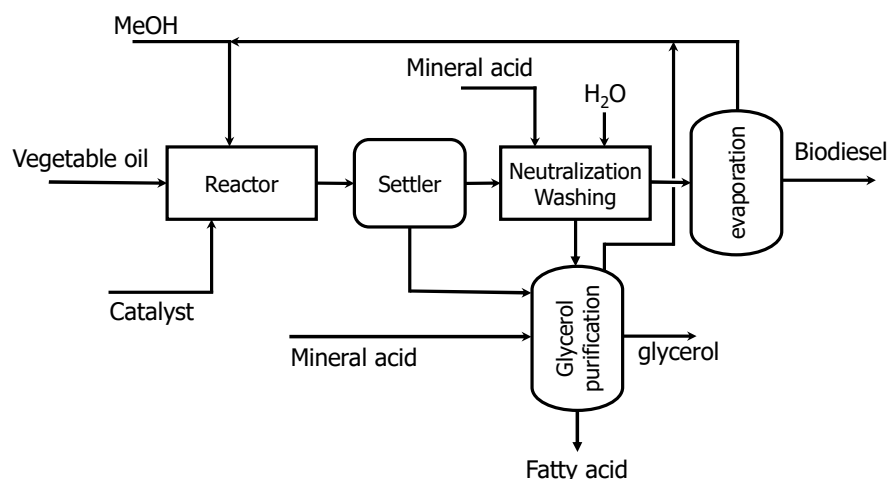 MeOH
Mineral acid
H₂O
Vegetable oil
Reactor
Settler
Neutralization
Washing
evaporation
Biodiesel
Catalyst
Mineral acid
Glycerol
purification
glycerol
Fatty acid